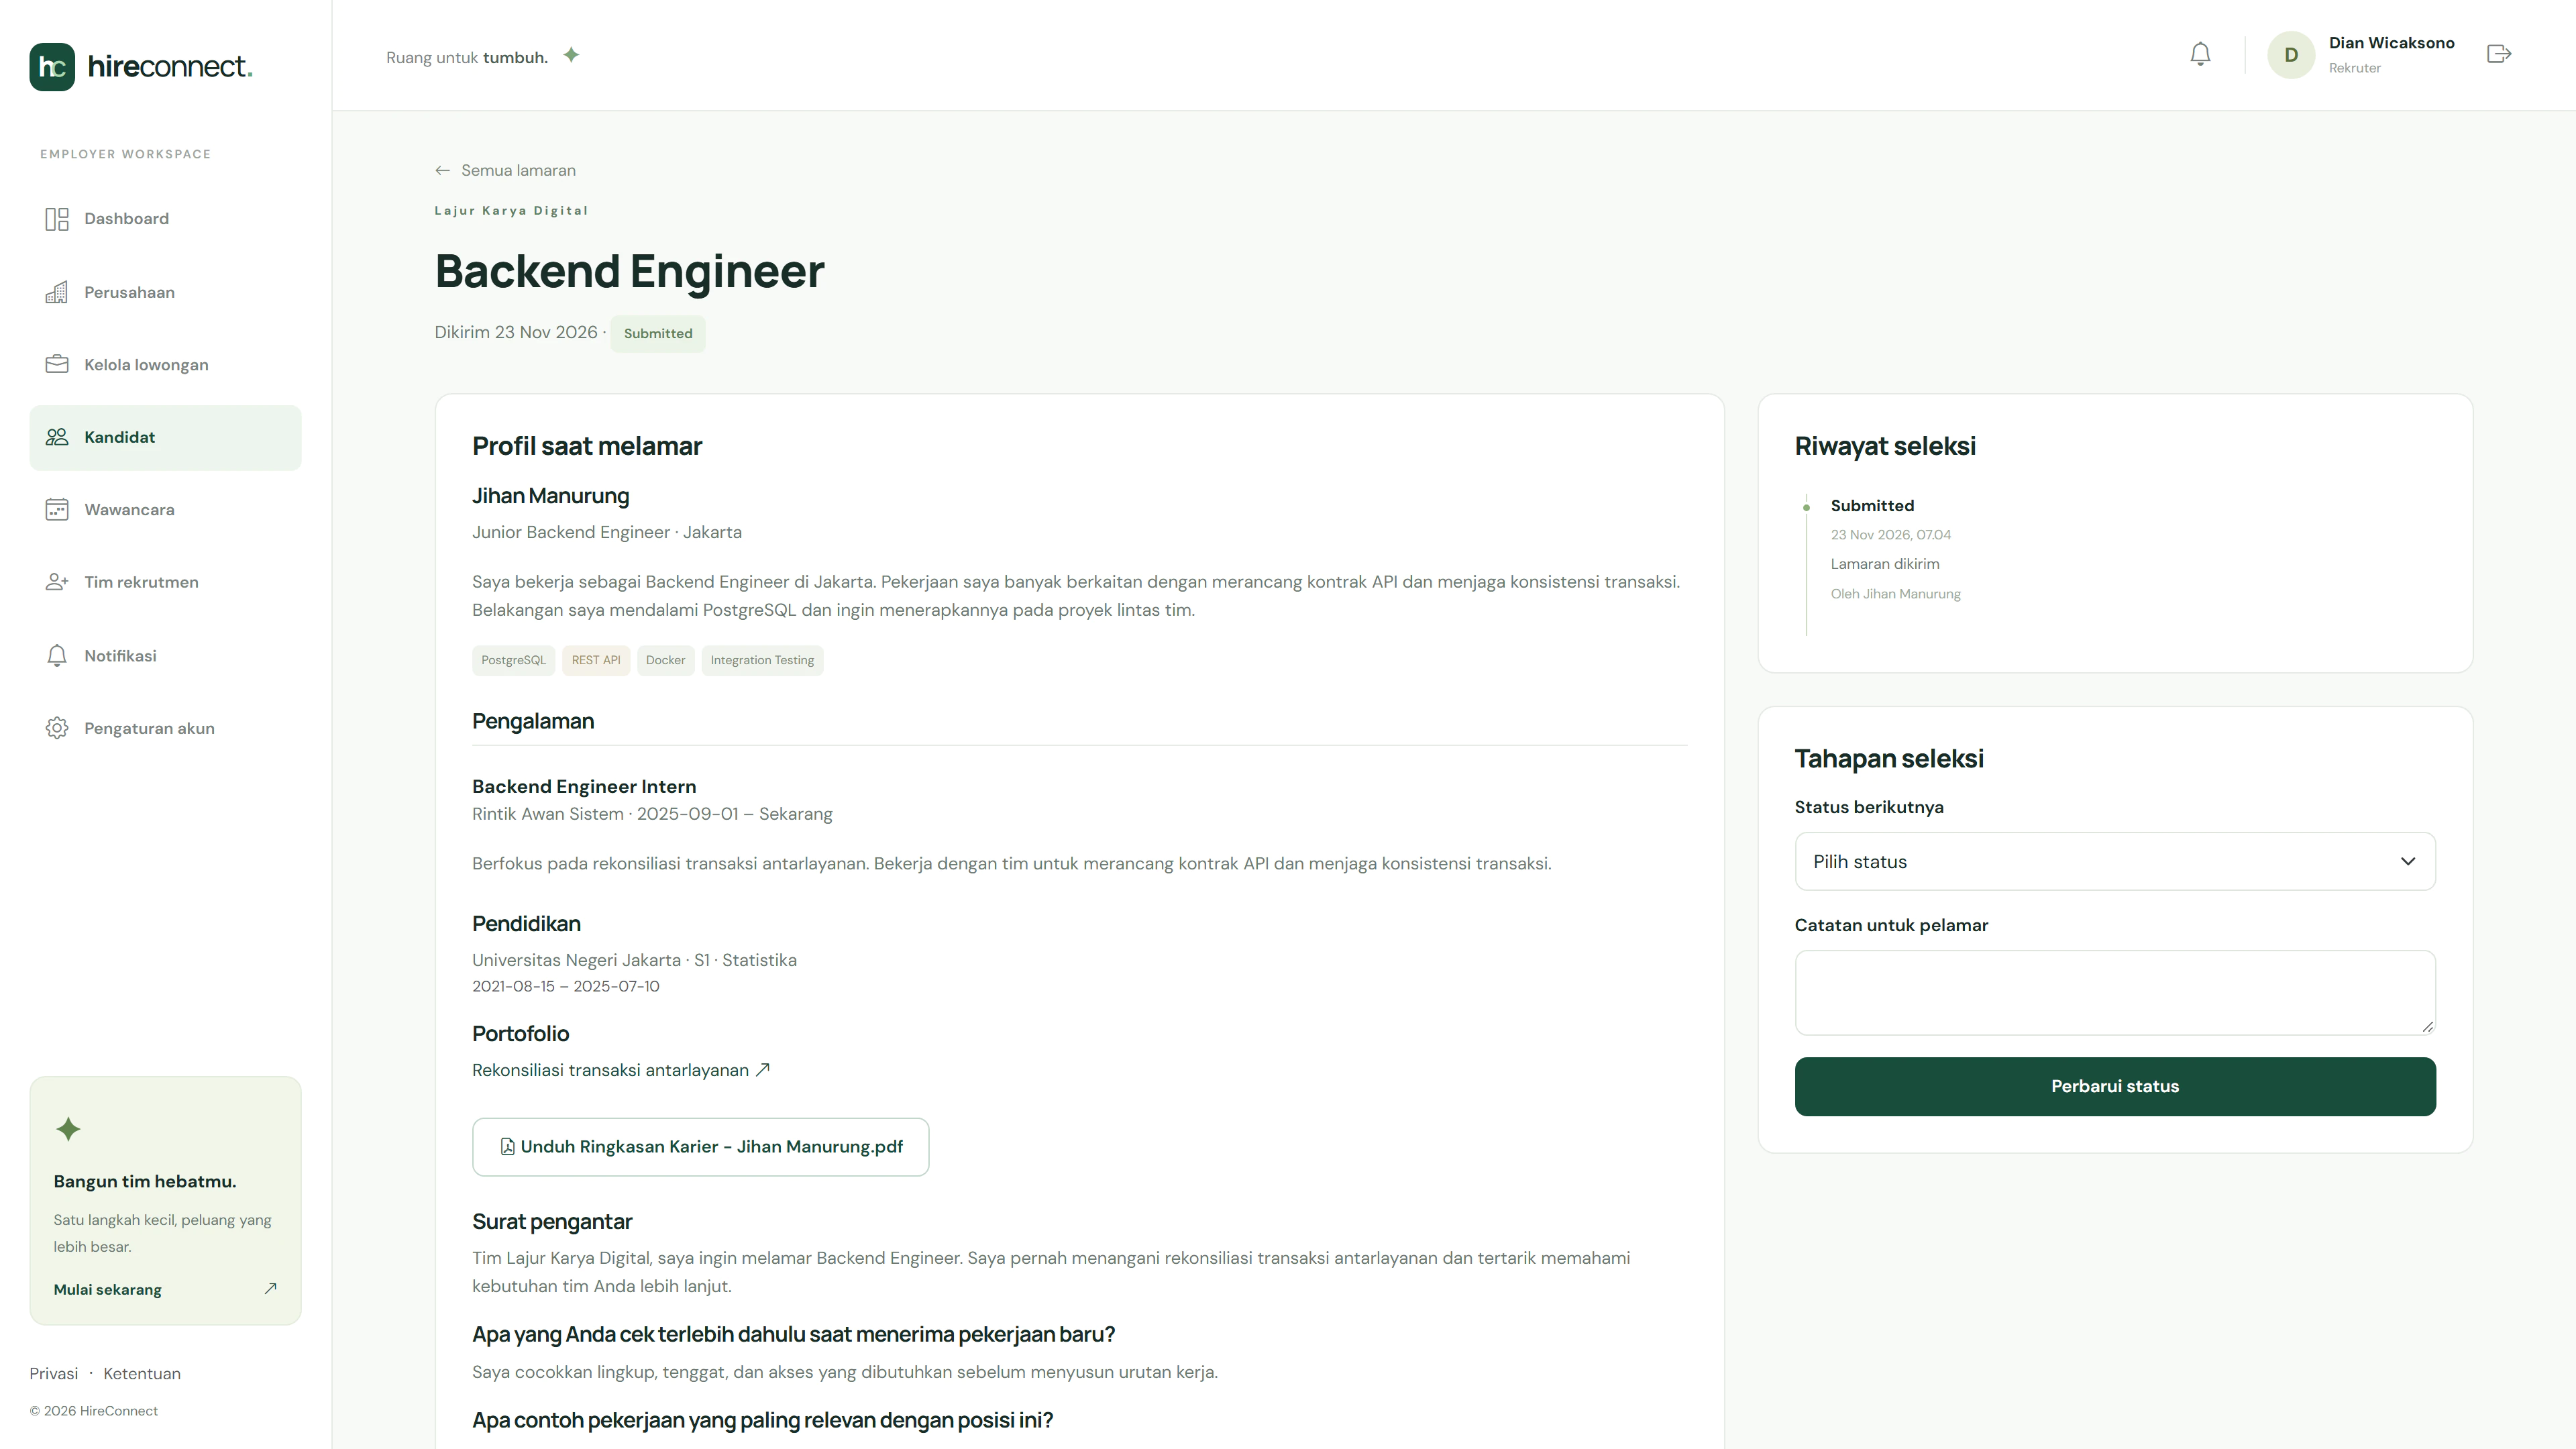 hc hireconnect.
EMPLOYER WORKSPACE
Dashboard
Perusahaan
Kelola lowongan
Kandidat
Wawancara
Tim rekrutmen
Notifikasi
Pengaturan akun
Bangun tim hebatmu.
Satu langkah kecil, peluang yang
lebih besar.
Mulai sekarang
Privasi · Ketentuan
© 2026 HireConnect
Ruang untuk tumbuh.
D
Dian Wicaksono
Rekruter
Semua lamaran
Lajur Karya Digital
Backend Engineer
Dikirim 23 Nov 2026 · Submitted
Profil saat melamar
Jihan Manurung
Junior Backend Engineer · Jakarta
Saya bekerja sebagai Backend Engineer di Jakarta. Pekerjaan saya banyak berkaitan dengan merancang kontrak API dan menjaga konsistensi transaksi.
Belakangan saya mendalami PostgreSQL dan ingin menerapkannya pada proyek lintas tim.
PostgreSQL REST API Docker Integration Testing
Pengalaman
Backend Engineer Intern
Rintik Awan Sistem · 2025-09-01 – Sekarang
Berfokus pada rekonsiliasi transaksi antarlayanan. Bekerja dengan tim untuk merancang kontrak API dan menjaga konsistensi transaksi.
Pendidikan
Universitas Negeri Jakarta · S1 · Statistika
2021-08-15 – 2025-07-10
Portofolio
Rekonsiliasi transaksi antarlayanan
Unduh Ringkasan Karier - Jihan Manurung.pdf
Surat pengantar
Tim Lajur Karya Digital, saya ingin melamar Backend Engineer. Saya pernah menangani rekonsiliasi transaksi antarlayanan dan tertarik memahami
kebutuhan tim Anda lebih lanjut.
Apa yang Anda cek terlebih dahulu saat menerima pekerjaan baru?
Saya cocokkan lingkup, tenggat, dan akses yang dibutuhkan sebelum menyusun urutan kerja.
Apa contoh pekerjaan yang paling relevan dengan posisi ini?
Riwayat seleksi
Submitted
23 Nov 2026, 07.04
Lamaran dikirim
Oleh Jihan Manurung
Tahapan seleksi
Status berikutnya
Pilih status
Catatan untuk pelamar
Perbarui status